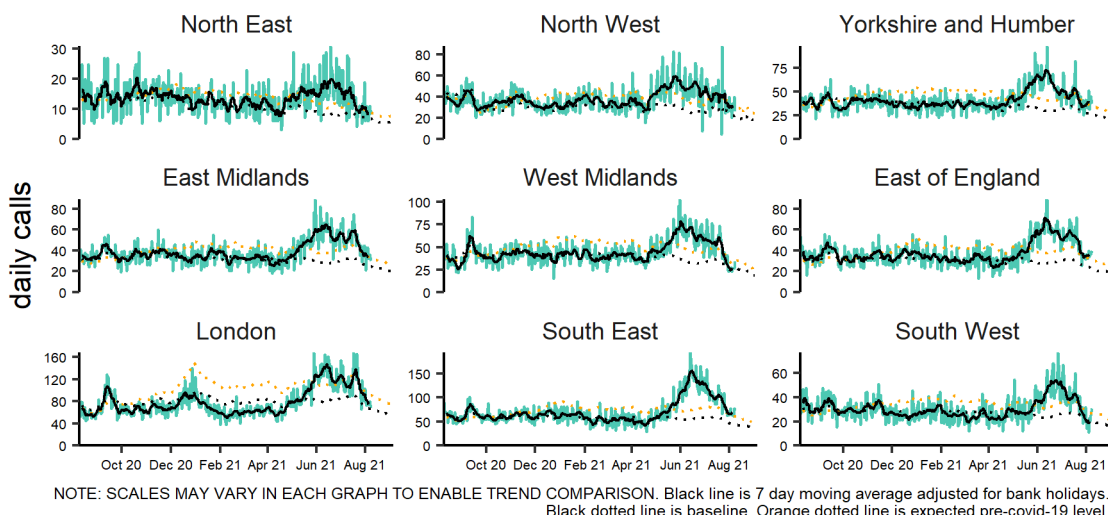 North East North West Yorkshire and Humber
30 20 10 0
80 60 40 20 0
75 50 25 0
daily calls
East Midlands West Midlands East of England
80 60 40 20 0
100 75 50 25 0
80 60 40 20 0
London South East South West
160 120 80 40 0
150 100 50 0
60 40 20 0
Oct 20 Dec 20 Feb 21 Apr 21 Jun 21 Aug 21 Oct 20 Dec 20 Feb 21 Apr 21 Jun 21 Aug 21 Oct 20 Dec 20 Feb 21 Apr 21 Jun 21 Aug 21
NOTE: SCALES MAY VARY IN EACH GRAPH TO ENABLE TREND COMPARISON. Black line is 7 day moving average adjusted for bank holidays.
Black dotted line is baseline. Orange dotted line is expected pre-covid-19 level.